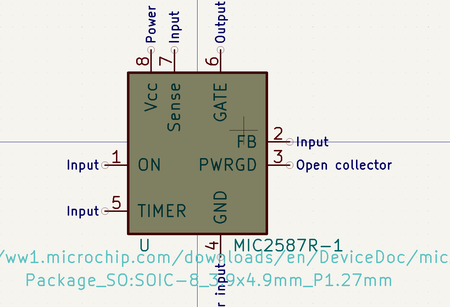 Power
Input
Output
8
7
6
Vcc
Sense
GATE
FB
2
Input
Input
1
ON
PWRGD
3
Open collector
Input
5
TIMER
GND
4
U
MIC2587R-1
/ww1.microchip.com/downloads/en/DeviceDoc/mic
Package_SO:SOIC-8_3.9x4.9mm_P1.27mm
r input